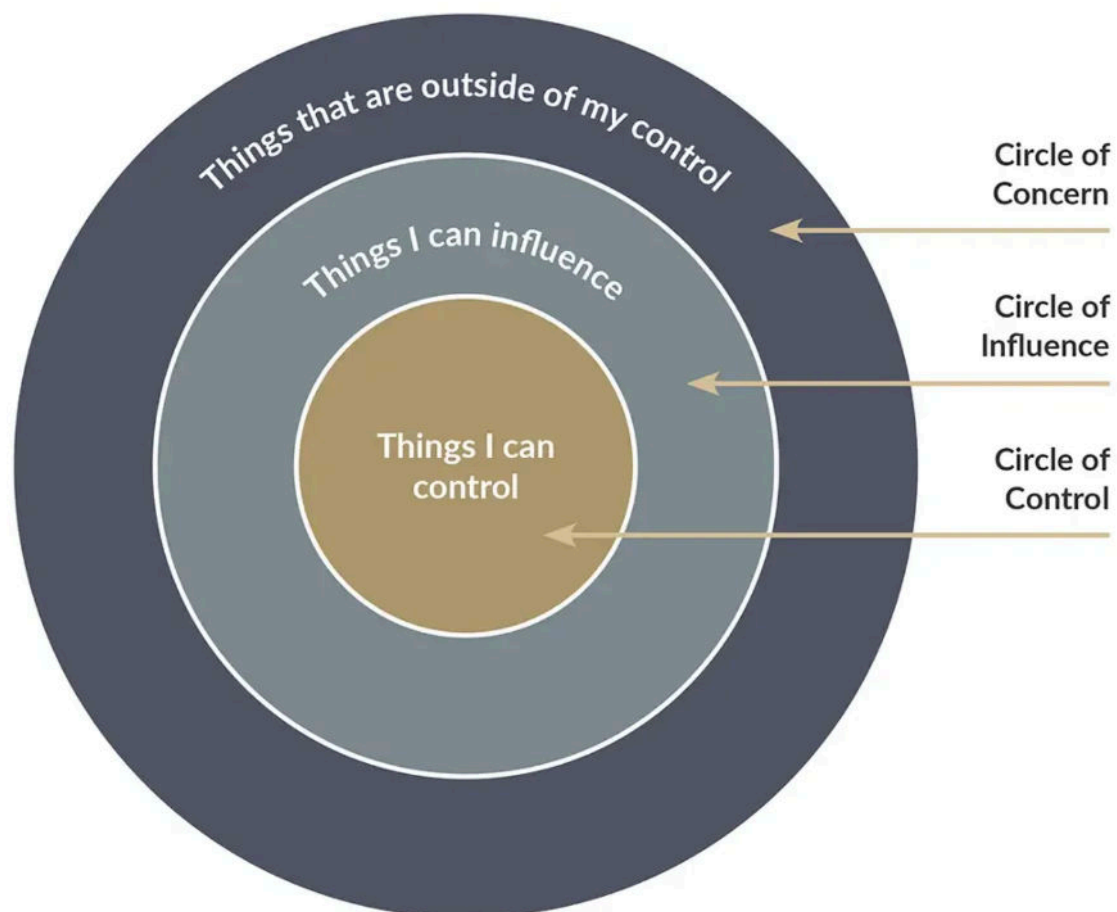 Things that are outside of my control
Things I can influence
Things I can
control
Circle of
Concern
Circle of
Influence
Circle of
Control